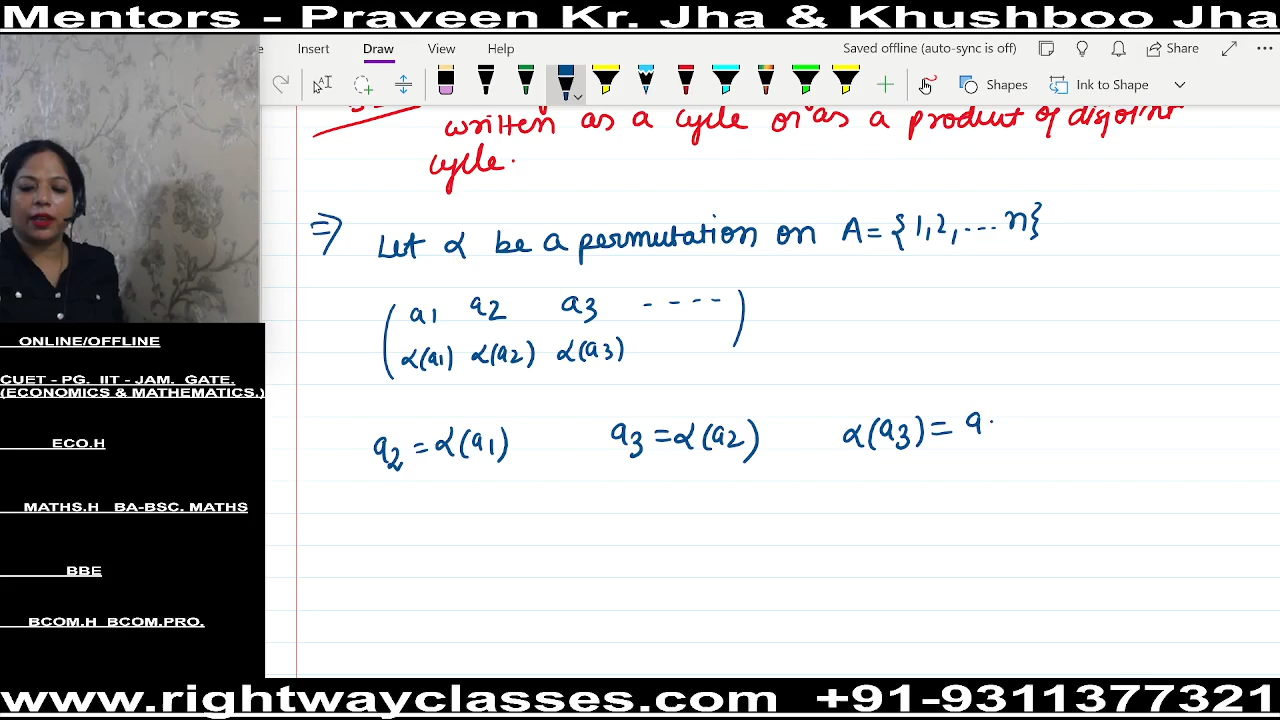 Mentors - Praveen Kr. Jha & Khushboo Jha
Insert Draw View Help Saved offline (auto-sync is off) Share
Shapes Ink to Shape
written as a cycle or as a product of disjoint
cycle.
⇒ Let α be a permutation on A = {1, 2, ... n}
( a1 a2 a3 - - - - )
α(a1) α(a2) α(a3)
a2 = α(a1) a3 = α(a2) α(a3) = a
ONLINE/OFFLINE
CUET - PG. IIT - JAM. GATE.
(ECONOMICS & MATHEMATICS.)
ECO.H
MATHS.H BA-BSC. MATHS
BBE
BCOM.H BCOM.PRO.
www.rightwayclasses.com +91-9311377321